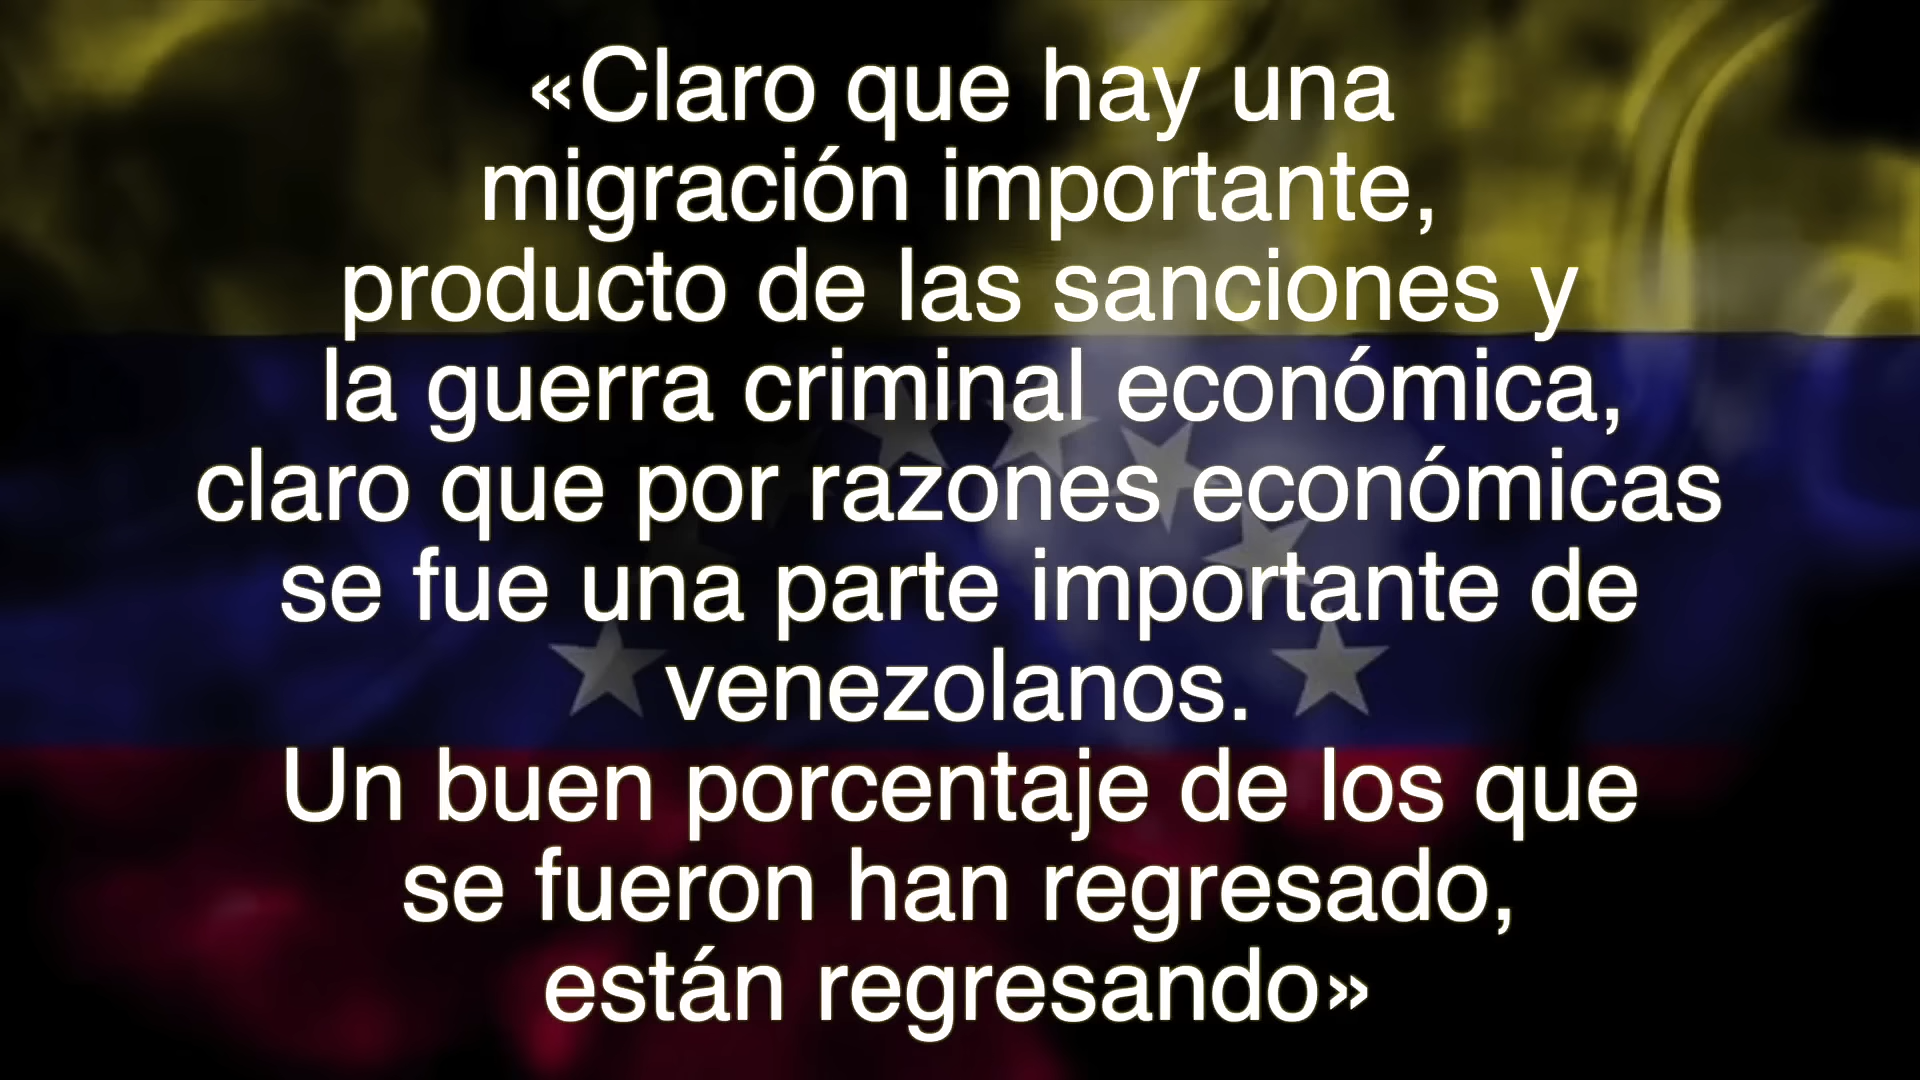 «Claro que hay una
migración importante,
producto de las sanciones y
la guerra criminal económica,
claro que por razones económicas
se fue una parte importante de
venezolanos.
Un buen porcentaje de los que
se fueron han regresado,
están regresando»